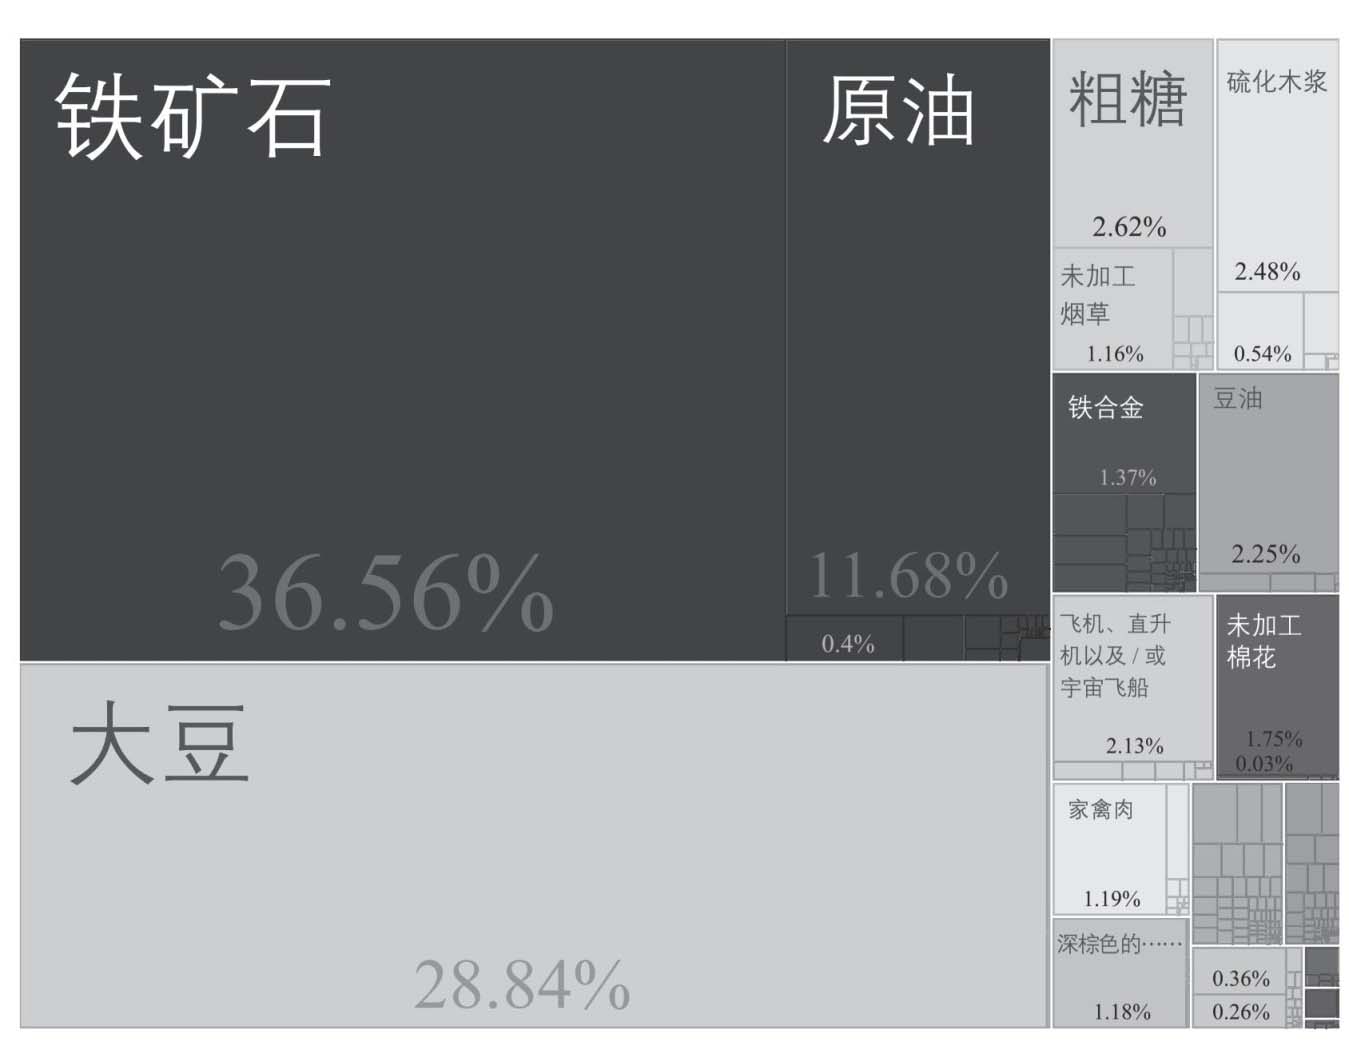 铁矿石
36.56%
原油
11.68%
0.4%
大豆
28.84%
粗糖
2.62%
硫化木浆
2.48%
未加工
烟草
1.16%
0.54%
铁合金
1.37%
豆油
2.25%
飞机、直升
机以及 / 或
宇宙飞船
2.13%
未加工
棉花
1.75%
0.03%
家禽肉
1.19%
深棕色的……
1.18%
0.36%
0.26%